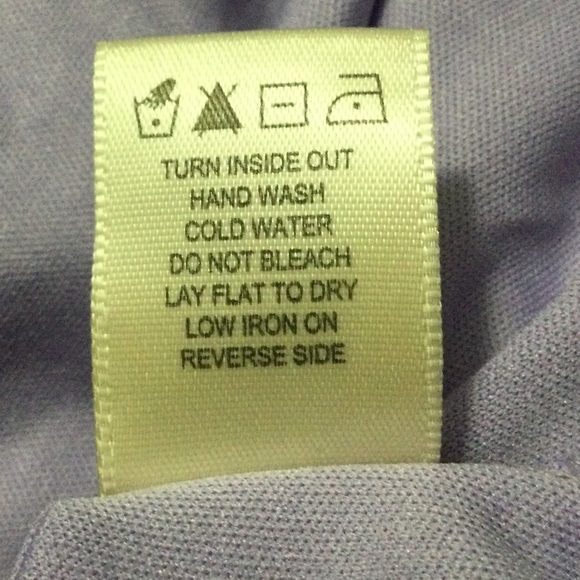 TURN INSIDE OUT
HAND WASH
COLD WATER
DO NOT BLEACH
LAY FLAT TO DRY
LOW IRON ON
REVERSE SIDE